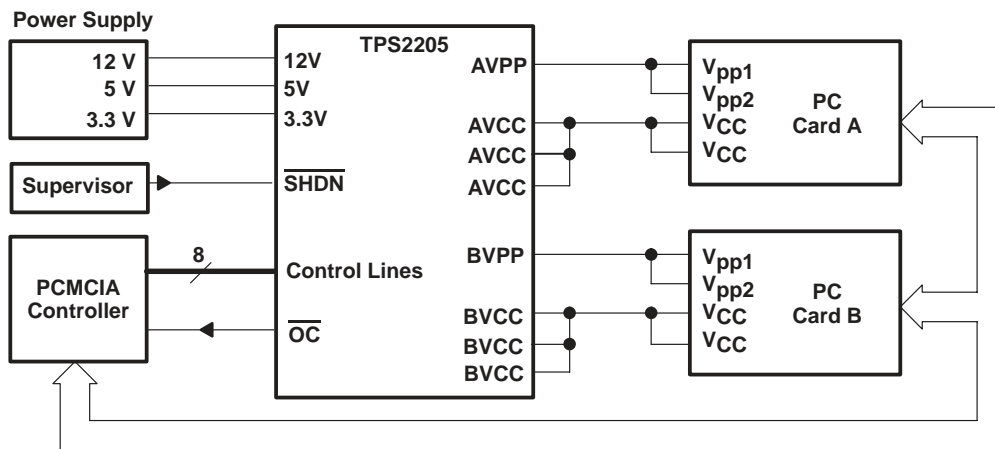 Power Supply
12 V
5 V
3.3 V
Supervisor
PCMCIA
Controller
8
TPS2205
12V
5V
3.3V
SHDN
Control Lines
OC
AVPP
AVCC
AVCC
AVCC
BVPP
BVCC
BVCC
BVCC
Vpp1
Vpp2
VCC
VCC
PC
Card A
Vpp1
Vpp2
VCC
VCC
PC
Card B